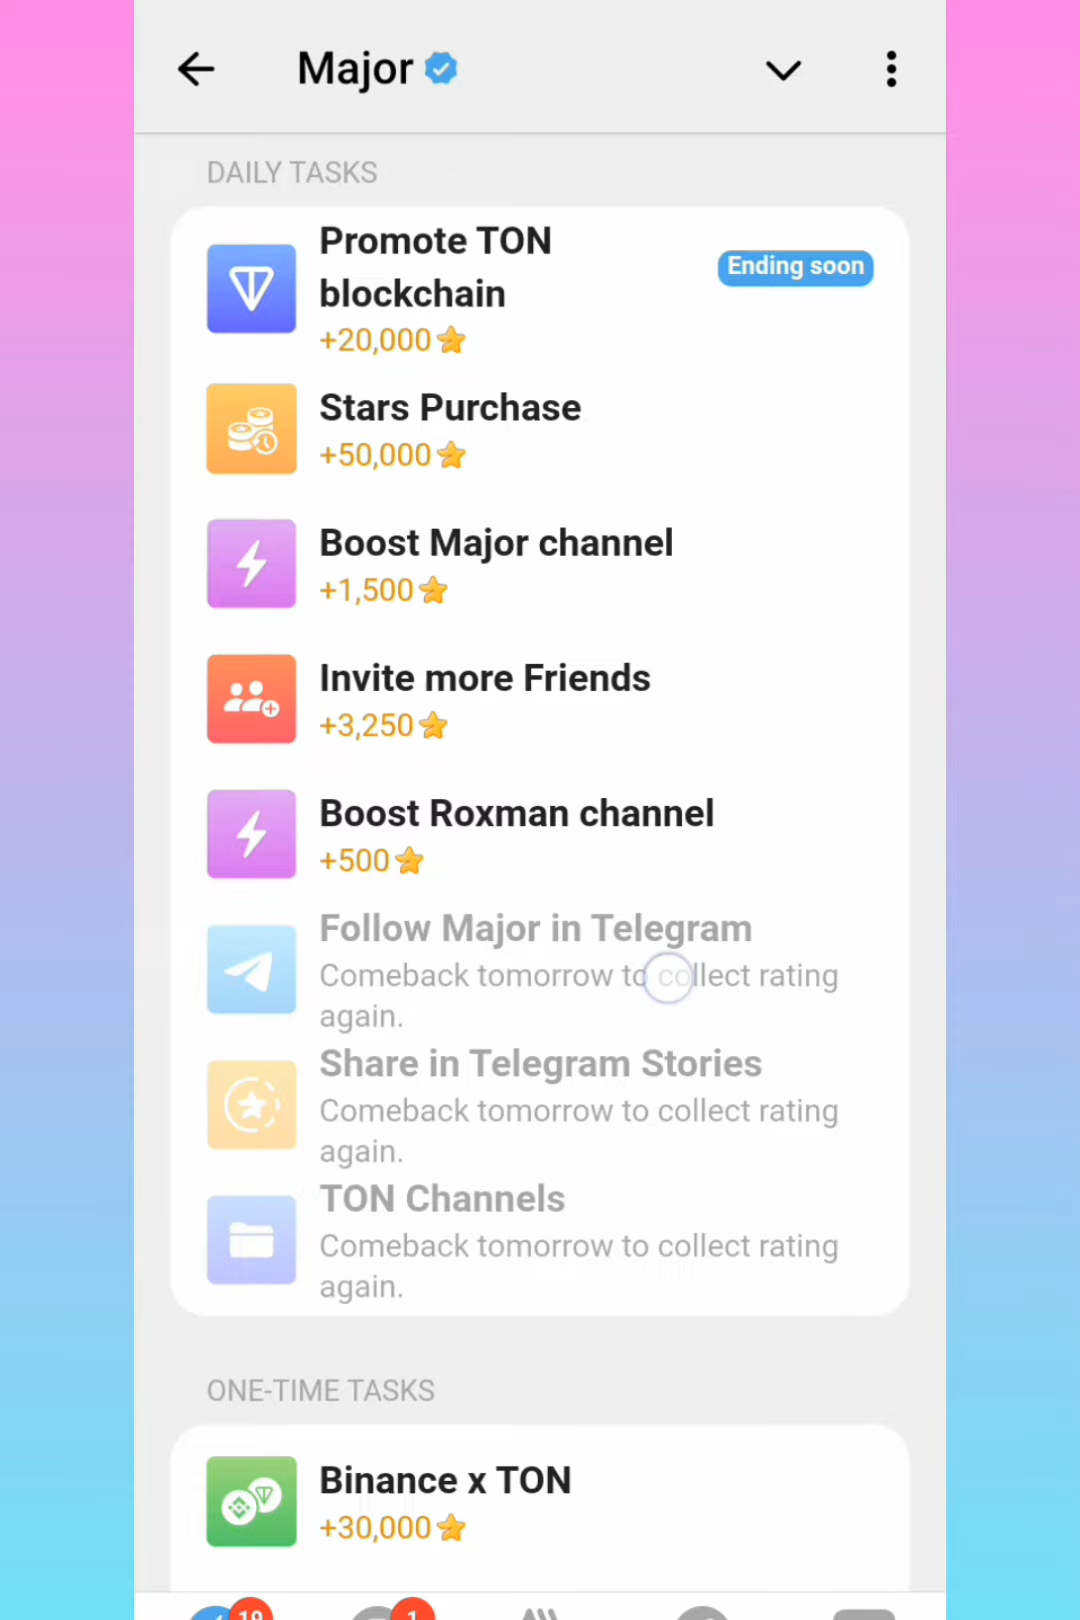 Major
DAILY TASKS
Promote TON
blockchain
Ending soon
+20,000
Stars Purchase
+50,000
Boost Major channel
+1,500
Invite more Friends
+3,250
Boost Roxman channel
+500
Follow Major in Telegram
Comeback tomorrow to collect rating
again.
Share in Telegram Stories
Comeback tomorrow to collect rating
again.
TON Channels
Comeback tomorrow to collect rating
again.
ONE-TIME TASKS
Binance x TON
+30,000
19
1